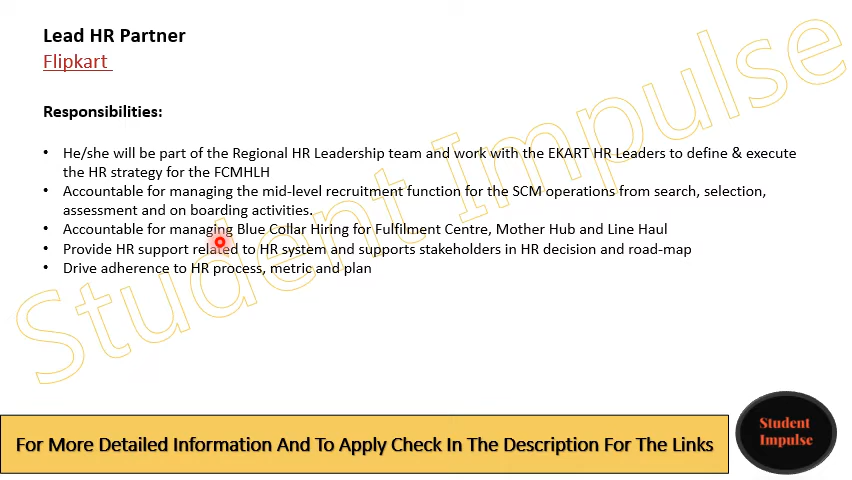 Lead HR Partner
Flipkart
Responsibilities:
• He/she will be part of the Regional HR Leadership team and work with the EKART HR Leaders to define & execute
the HR strategy for the FCMHLH
• Accountable for managing the mid-level recruitment function for the SCM operations from search, selection,
assessment and on boarding activities.
• Accountable for managing Blue Collar Hiring for Fulfilment Centre, Mother Hub and Line Haul
• Provide HR support related to HR system and supports stakeholders in HR decision and road-map
• Drive adherence to HR process, metric and plan
Student Impulse
For More Detailed Information And To Apply Check In The Description For The Links
Student
Impulse